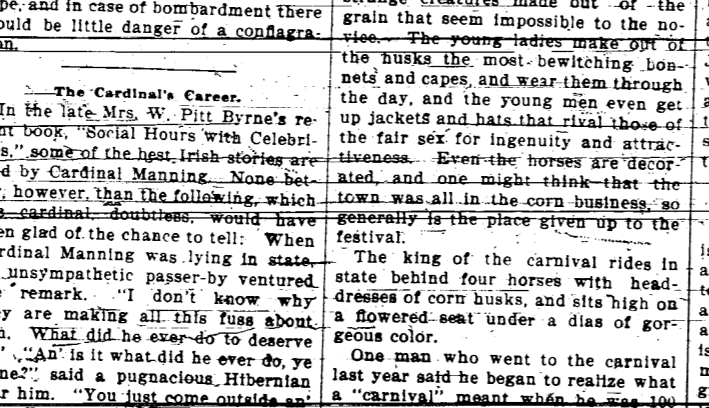 pe, and in case of bombardment there
ould be little danger of a conflagra-
an.
The Cardinal's Career.
In the late Mrs. W. Pitt Byrne's re-
nt book, "Social Hours with Celebri-
s," some of the best Irish stories are
d by Cardinal Manning. None bet-
, however, than the following, which
e cardinal, doubtless, would have
en glad of the chance to tell: When
rdinal Manning was lying in state,
unsympathetic passer-by ventured
remark. "I don't know why
ey are making all this fuss about
n. What did he ever do to deserve
"An' is it what did he ever do, ye
ne?" said a pugnacious Hibernian
r him. "You just come outside an'
strange creatures made out of the
grain that seem impossible to the no-
vice. The young ladies make out of
the husks the most bewitching bon-
nets and capes, and wear them through
the day, and the young men even get
up jackets and hats that rival those of
the fair sex for ingenuity and attrac-
tiveness. Even the horses are decor-
ated, and one might think that the
town was all in the corn business, so
generally is the place given up to the
festival.
The king of the carnival rides in
state behind four horses with head-
dresses of corn husks, and sits high on
a flowered seat under a dias of gor-
geous color.
One man who went to the carnival
last year said he began to realize what
a "carnival" meant when he was 100